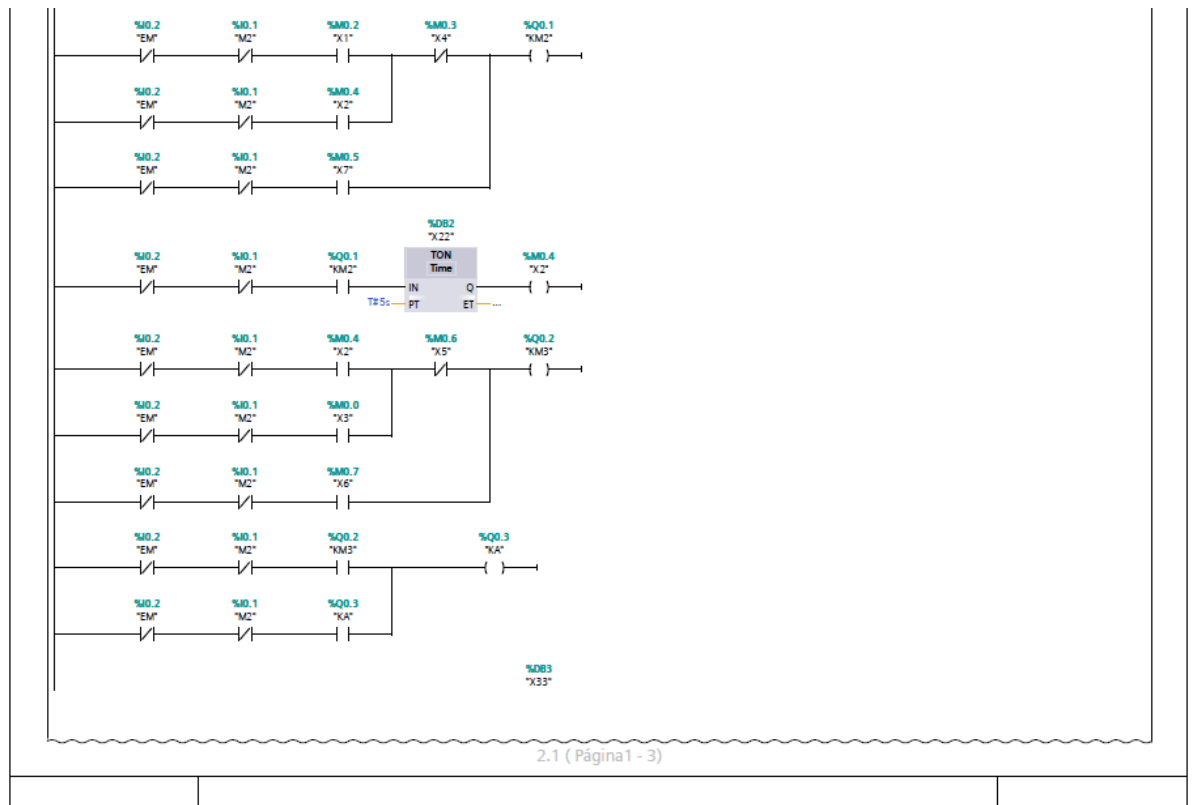 %I0.2 %I0.1 %M0.2 %M0.3 %Q0.1
"EM" "M2" "X1" "X4" "KM2"
%I0.2 %I0.1 %M0.4
"EM" "M2" "X2"
%I0.2 %I0.1 %M0.5
"EM" "M2" "X7"
%DB2
"X22"
%I0.2 %I0.1 %Q0.1 TON %M0.4
"EM" "M2" "KM2" Time "X2"
IN Q
T#5s PT ET ...
%I0.2 %I0.1 %M0.4 %M0.6 %Q0.2
"EM" "M2" "X2" "X5" "KM3"
%I0.2 %I0.1 %M0.0
"EM" "M2" "X3"
%I0.2 %I0.1 %M0.7
"EM" "M2" "X6"
%I0.2 %I0.1 %Q0.2 %Q0.3
"EM" "M2" "KM3" "KA"
%I0.2 %I0.1 %Q0.3
"EM" "M2" "KA"
%DB3
"X33"
2.1 ( Página1 - 3)